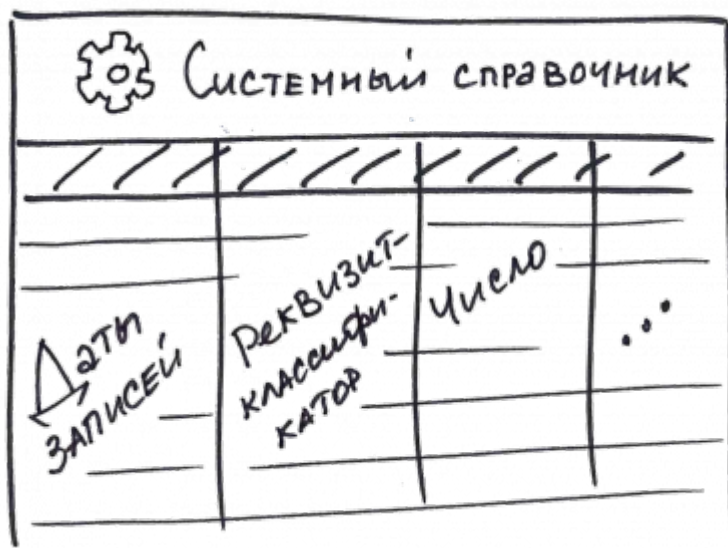 Системный справочник
Даты
записей
Реквизит-
классифи-
катор
Число
...